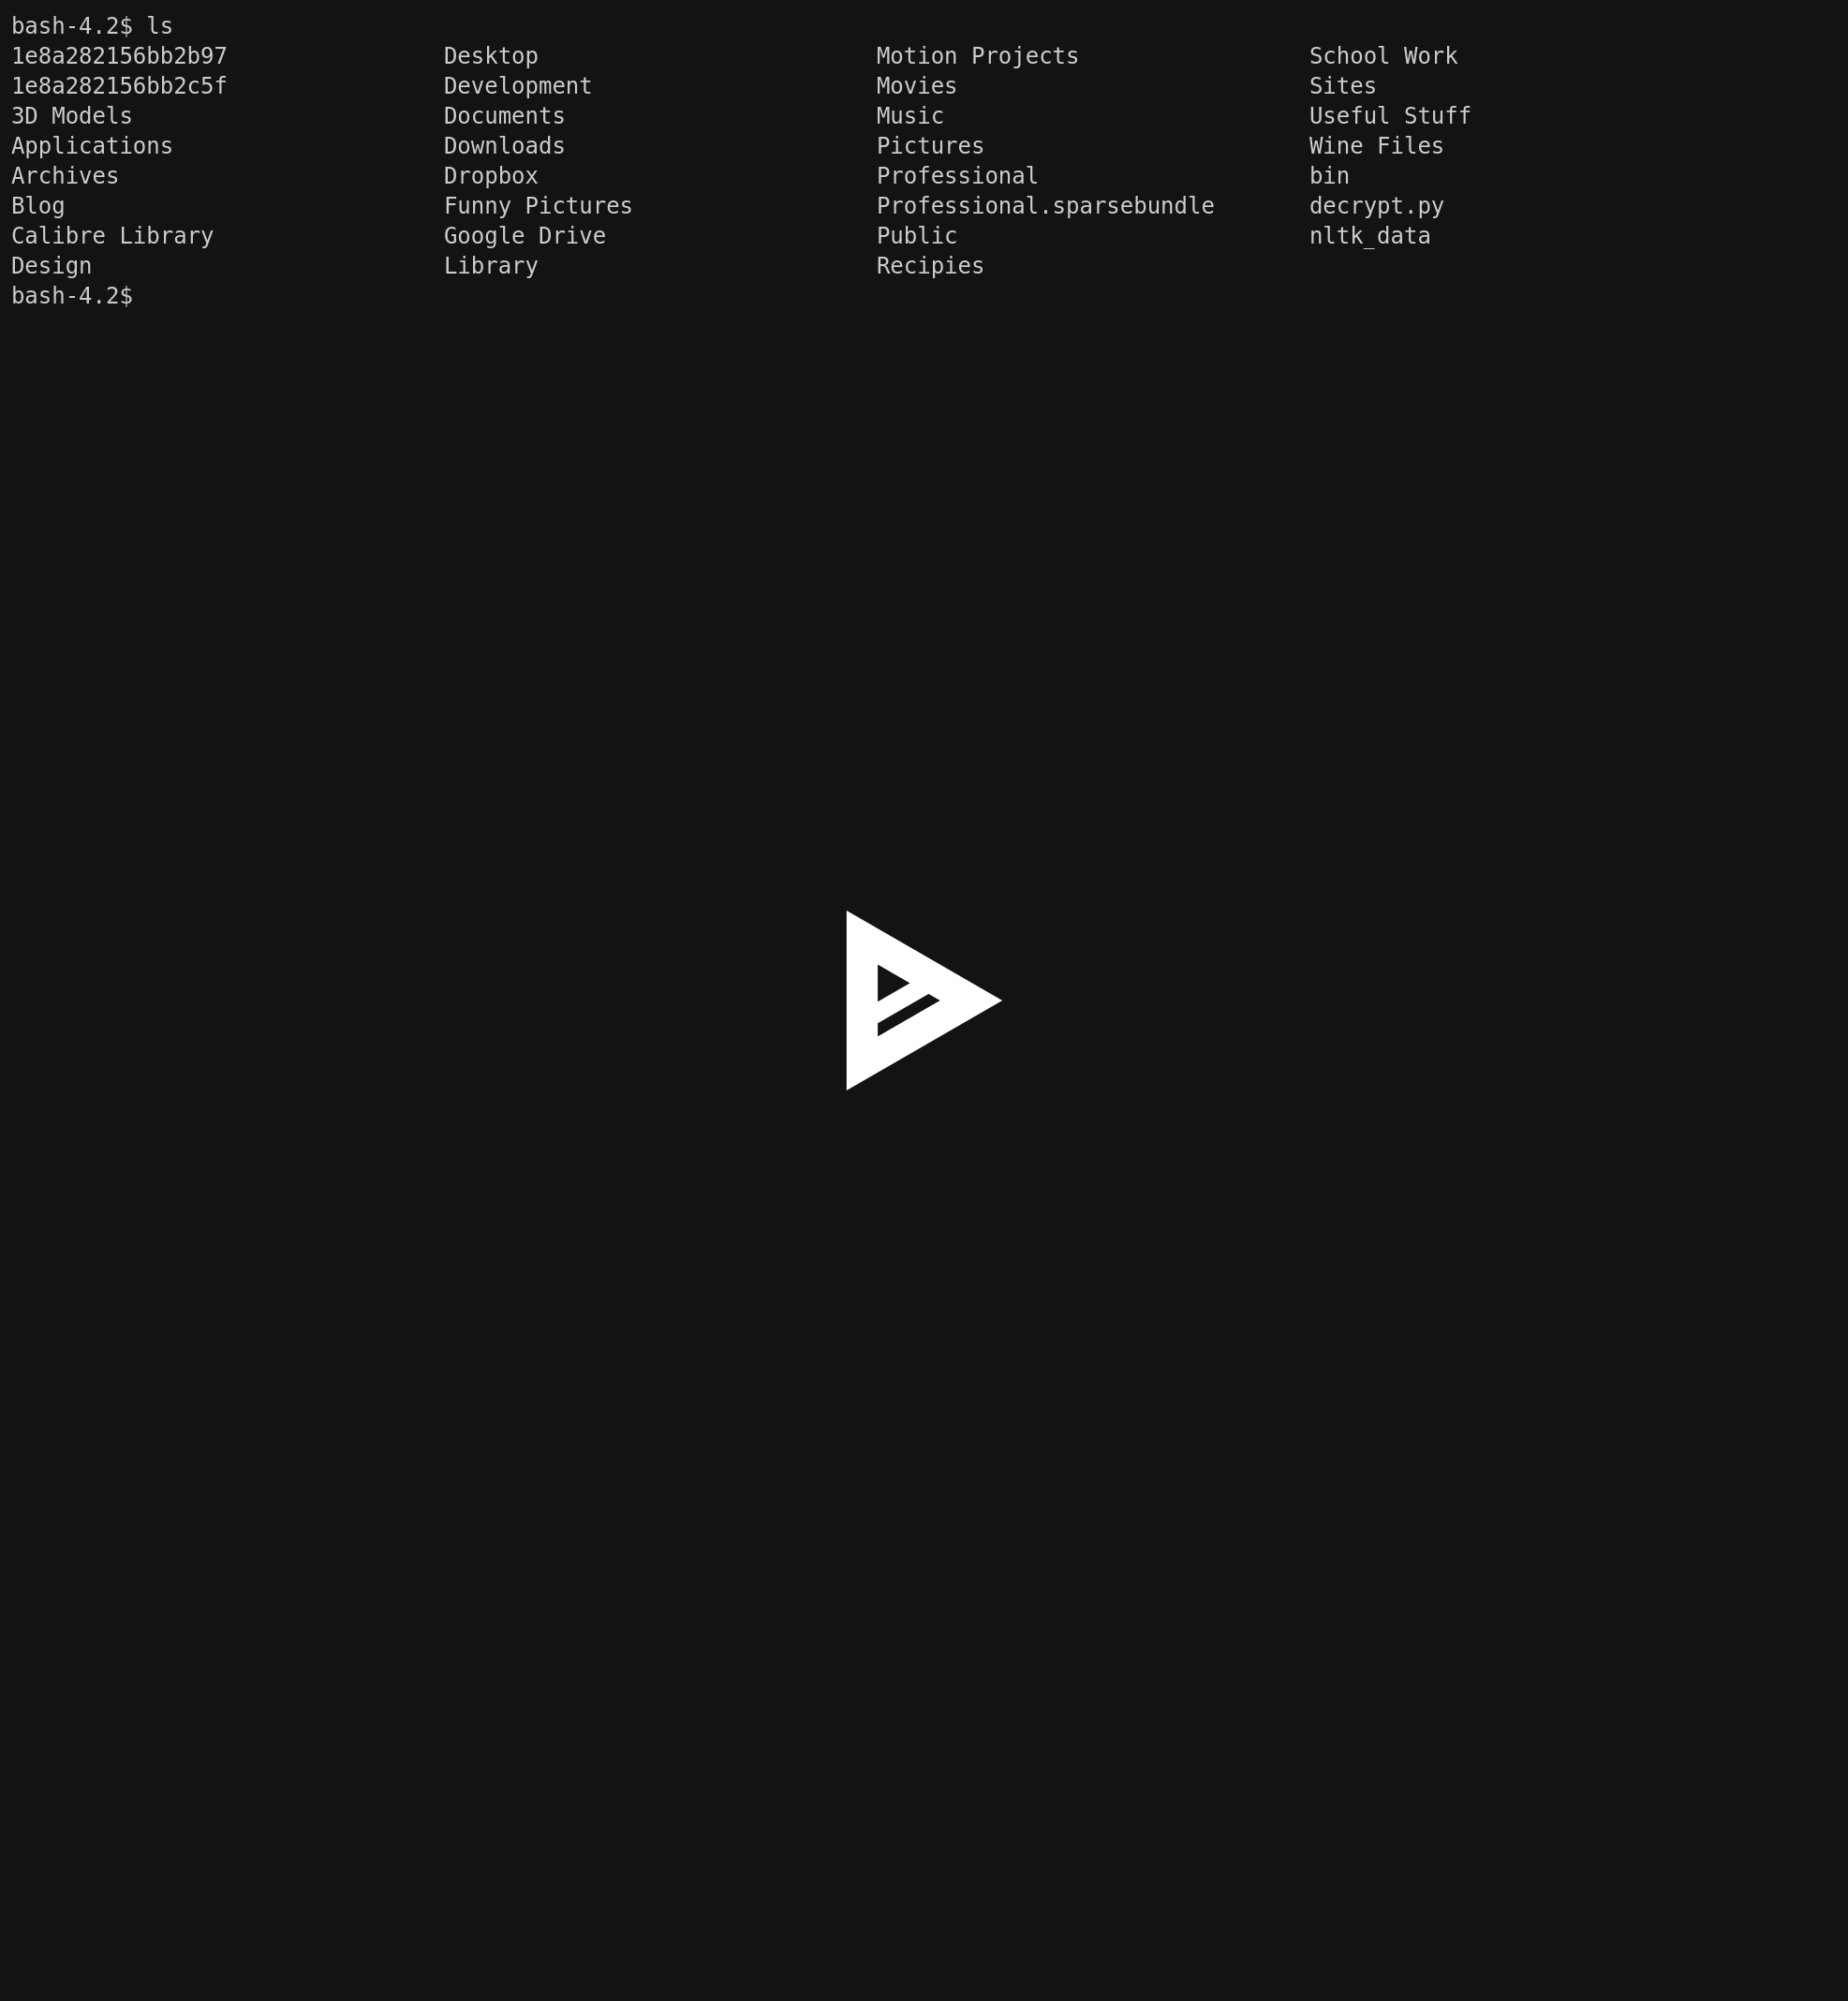 bash-4.2$ ls
1e8a282156bb2b97 Desktop Motion Projects School Work
1e8a282156bb2c5f Development Movies Sites
3D Models Documents Music Useful Stuff
Applications Downloads Pictures Wine Files
Archives Dropbox Professional bin
Blog Funny Pictures Professional.sparsebundle decrypt.py
Calibre Library Google Drive Public nltk_data
Design Library Recipies
bash-4.2$